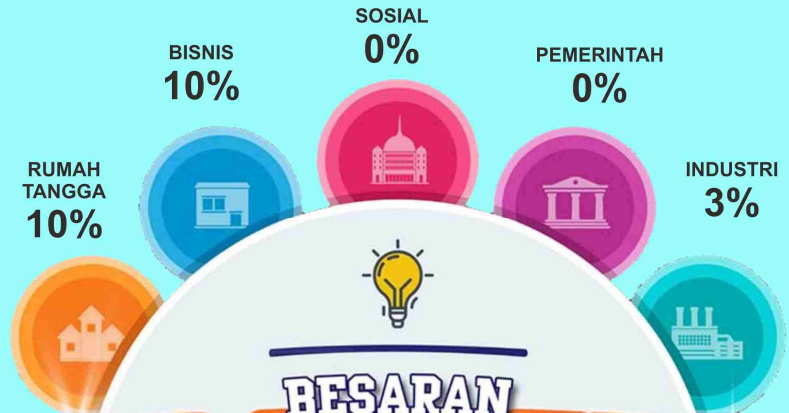 RUMAH
TANGGA
10%
BISNIS
10%
SOSIAL
0%
PEMERINTAH
0%
INDUSTRI
3%
BESARAN